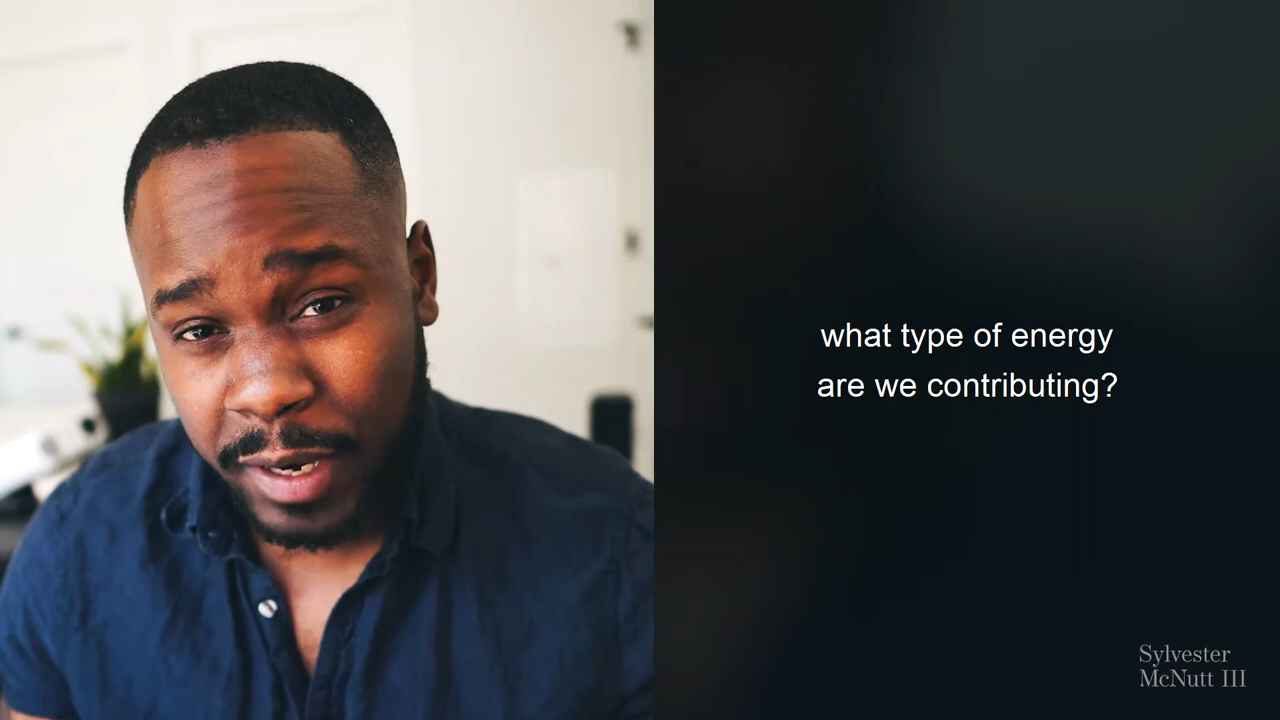 what type of energy
are we contributing?
Sylvester
McNutt III